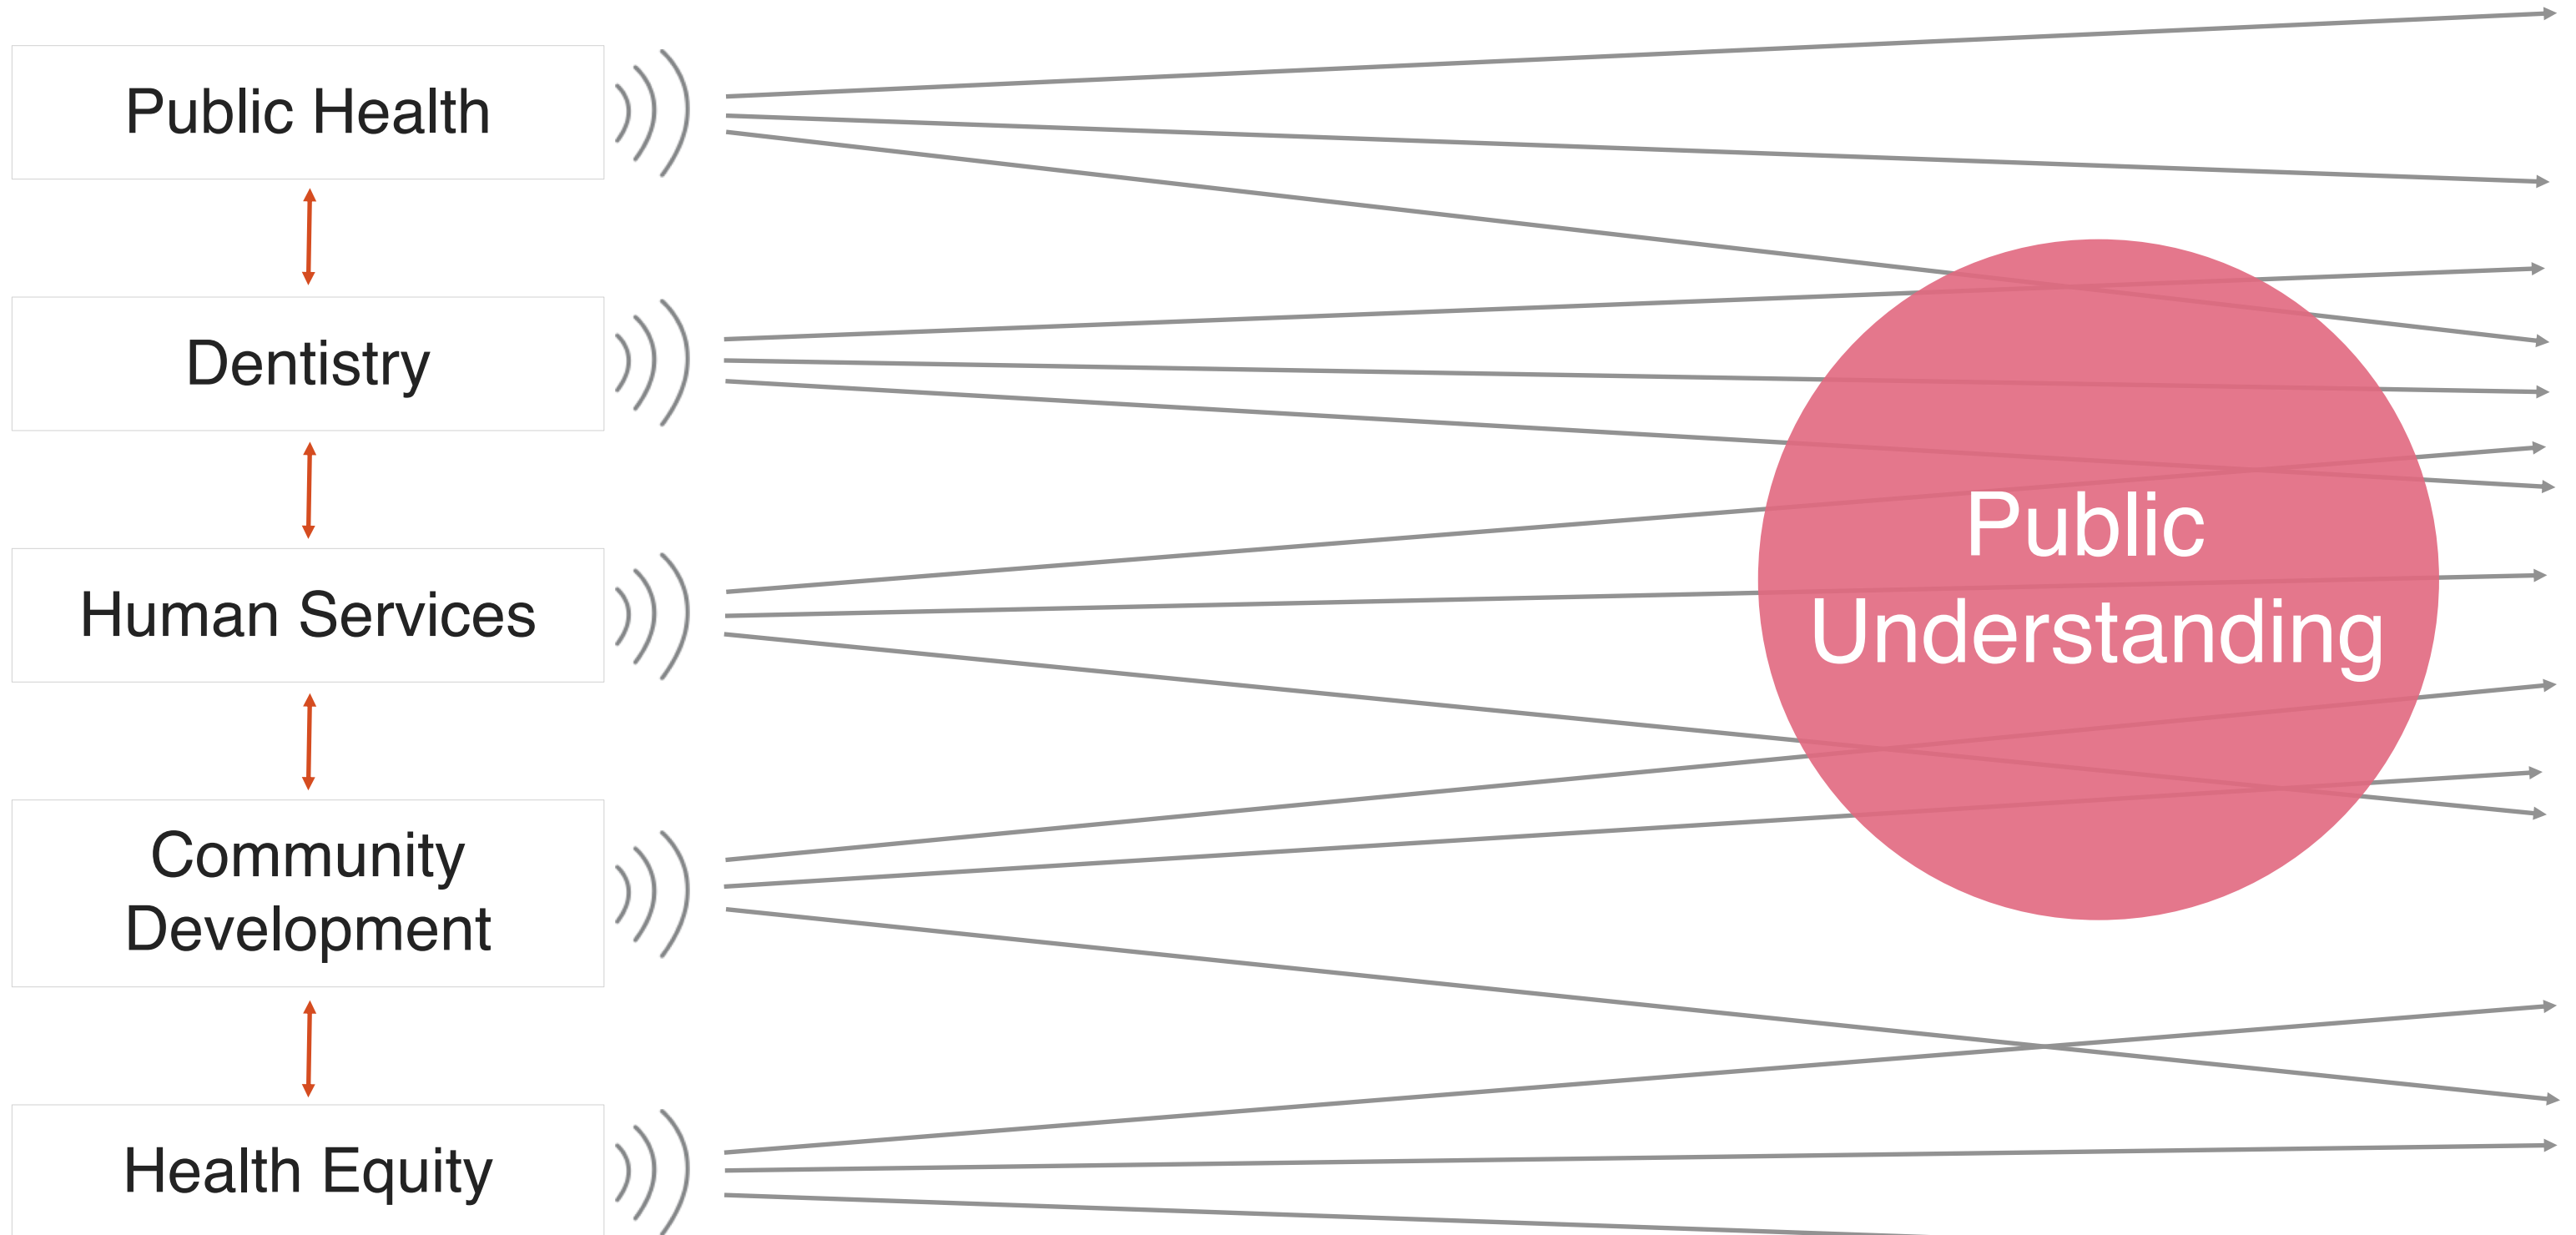 Public Health
Dentistry
Human Services
Community
Development
Health Equity
Public
Understanding